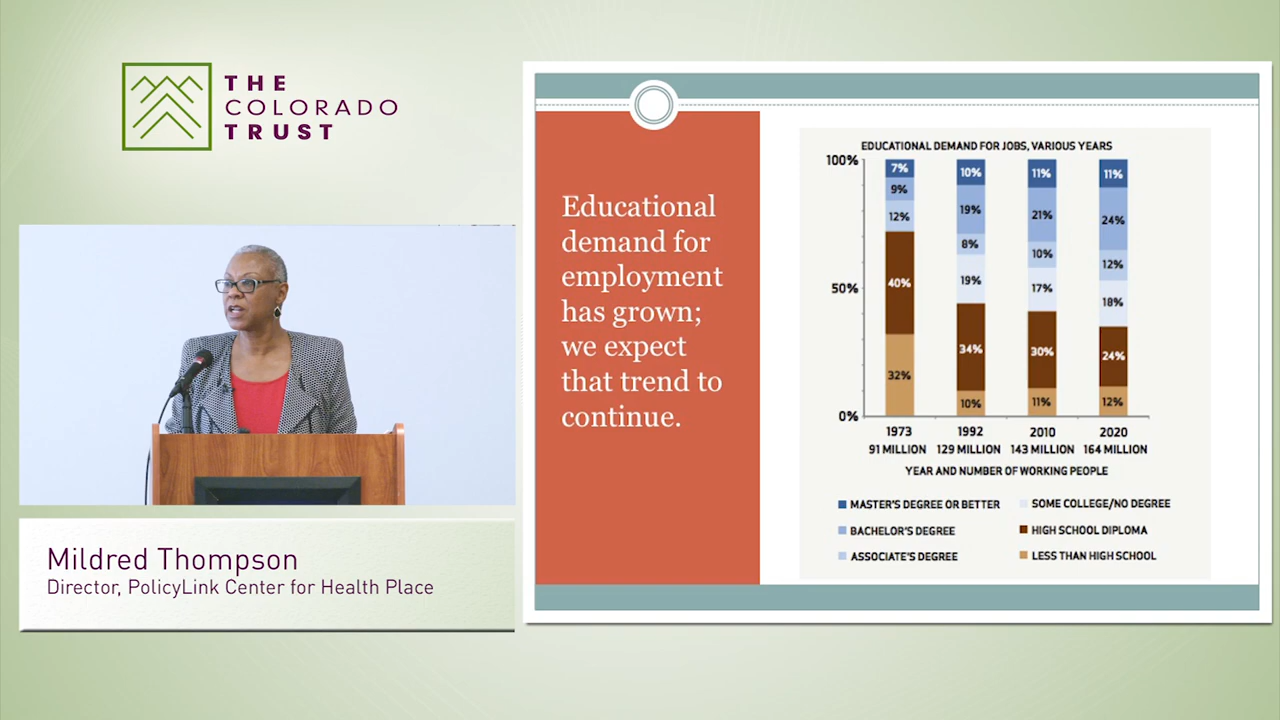 THE
COLORADO
TRUST
Mildred Thompson
Director, PolicyLink Center for Health Place
Educational
demand for
employment
has grown;
we expect
that trend to
continue.
EDUCATIONAL DEMAND FOR JOBS, VARIOUS YEARS
100%
50%
0%
7%
9%
12%
40%
32%
10%
19%
8%
19%
34%
10%
11%
21%
10%
17%
30%
11%
11%
24%
12%
18%
24%
12%
1973 1992 2010 2020
91 MILLION 129 MILLION 143 MILLION 164 MILLION
YEAR AND NUMBER OF WORKING PEOPLE
MASTER'S DEGREE OR BETTER
BACHELOR'S DEGREE
ASSOCIATE'S DEGREE
SOME COLLEGE/NO DEGREE
HIGH SCHOOL DIPLOMA
LESS THAN HIGH SCHOOL